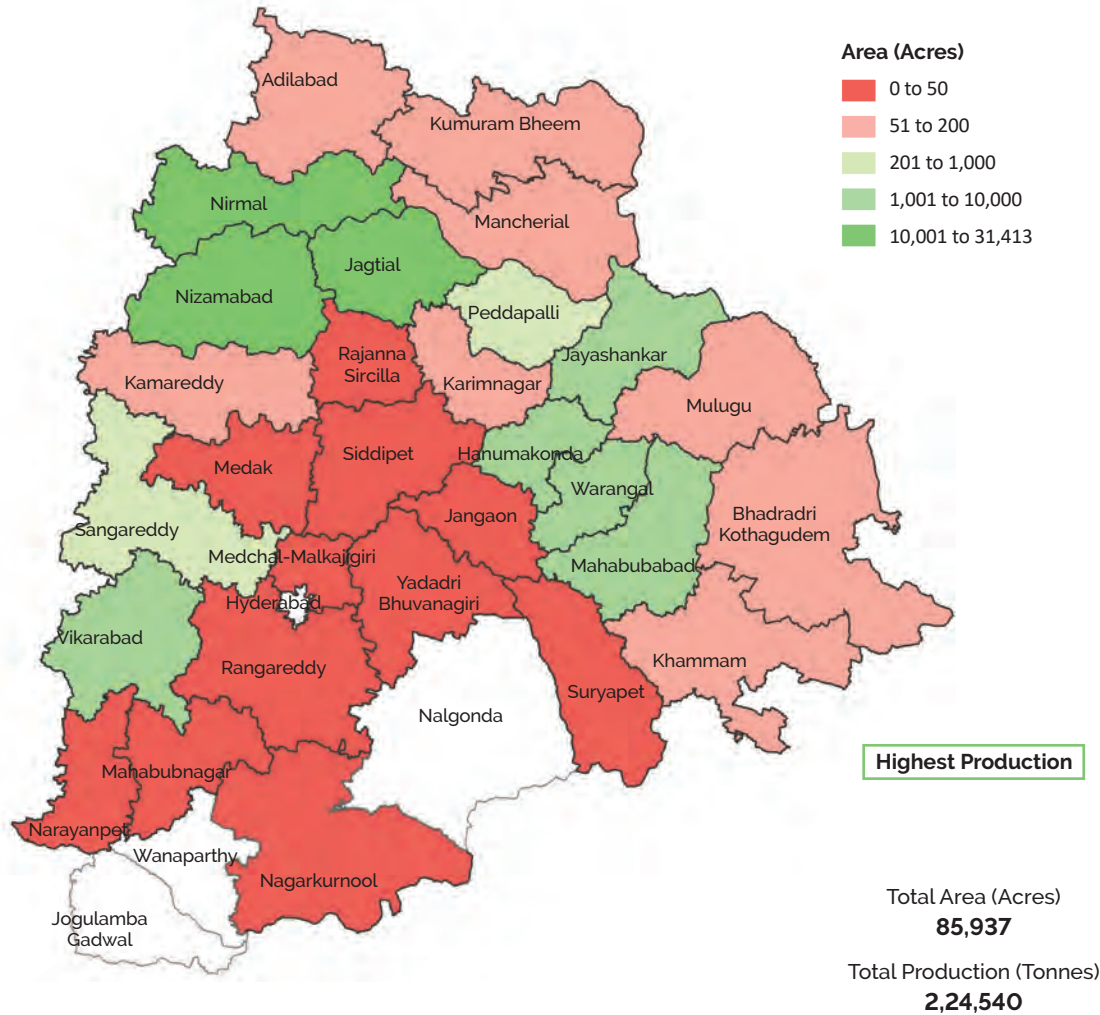 Adilabad
Kumuram Bheem
Nirmal
Mancherial
Jagtial
Nizamabad
Peddapalli
Rajanna
Sircilla
Jayashankar
Kamareddy
Karimnagar
Mulugu
Siddipet
Hanumakonda
Medak
Warangal
Jangaon
Bhadradri
Kothagudem
Sangareddy
Medchal-Malkajigiri
Mahabubabad
Yadadri
Bhuvanagiri
Hyderabad
Vikarabad
Rangareddy
Khammam
Suryapet
Nalgonda
Mahabubnagar
Narayanpet
Wanaparthy
Nagarkurnool
Jogulamba
Gadwal
Area (Acres)
0 to 50
51 to 200
201 to 1,000
1,001 to 10,000
10,001 to 31,413
Highest Production
Total Area (Acres)
85,937
Total Production (Tonnes)
2,24,540